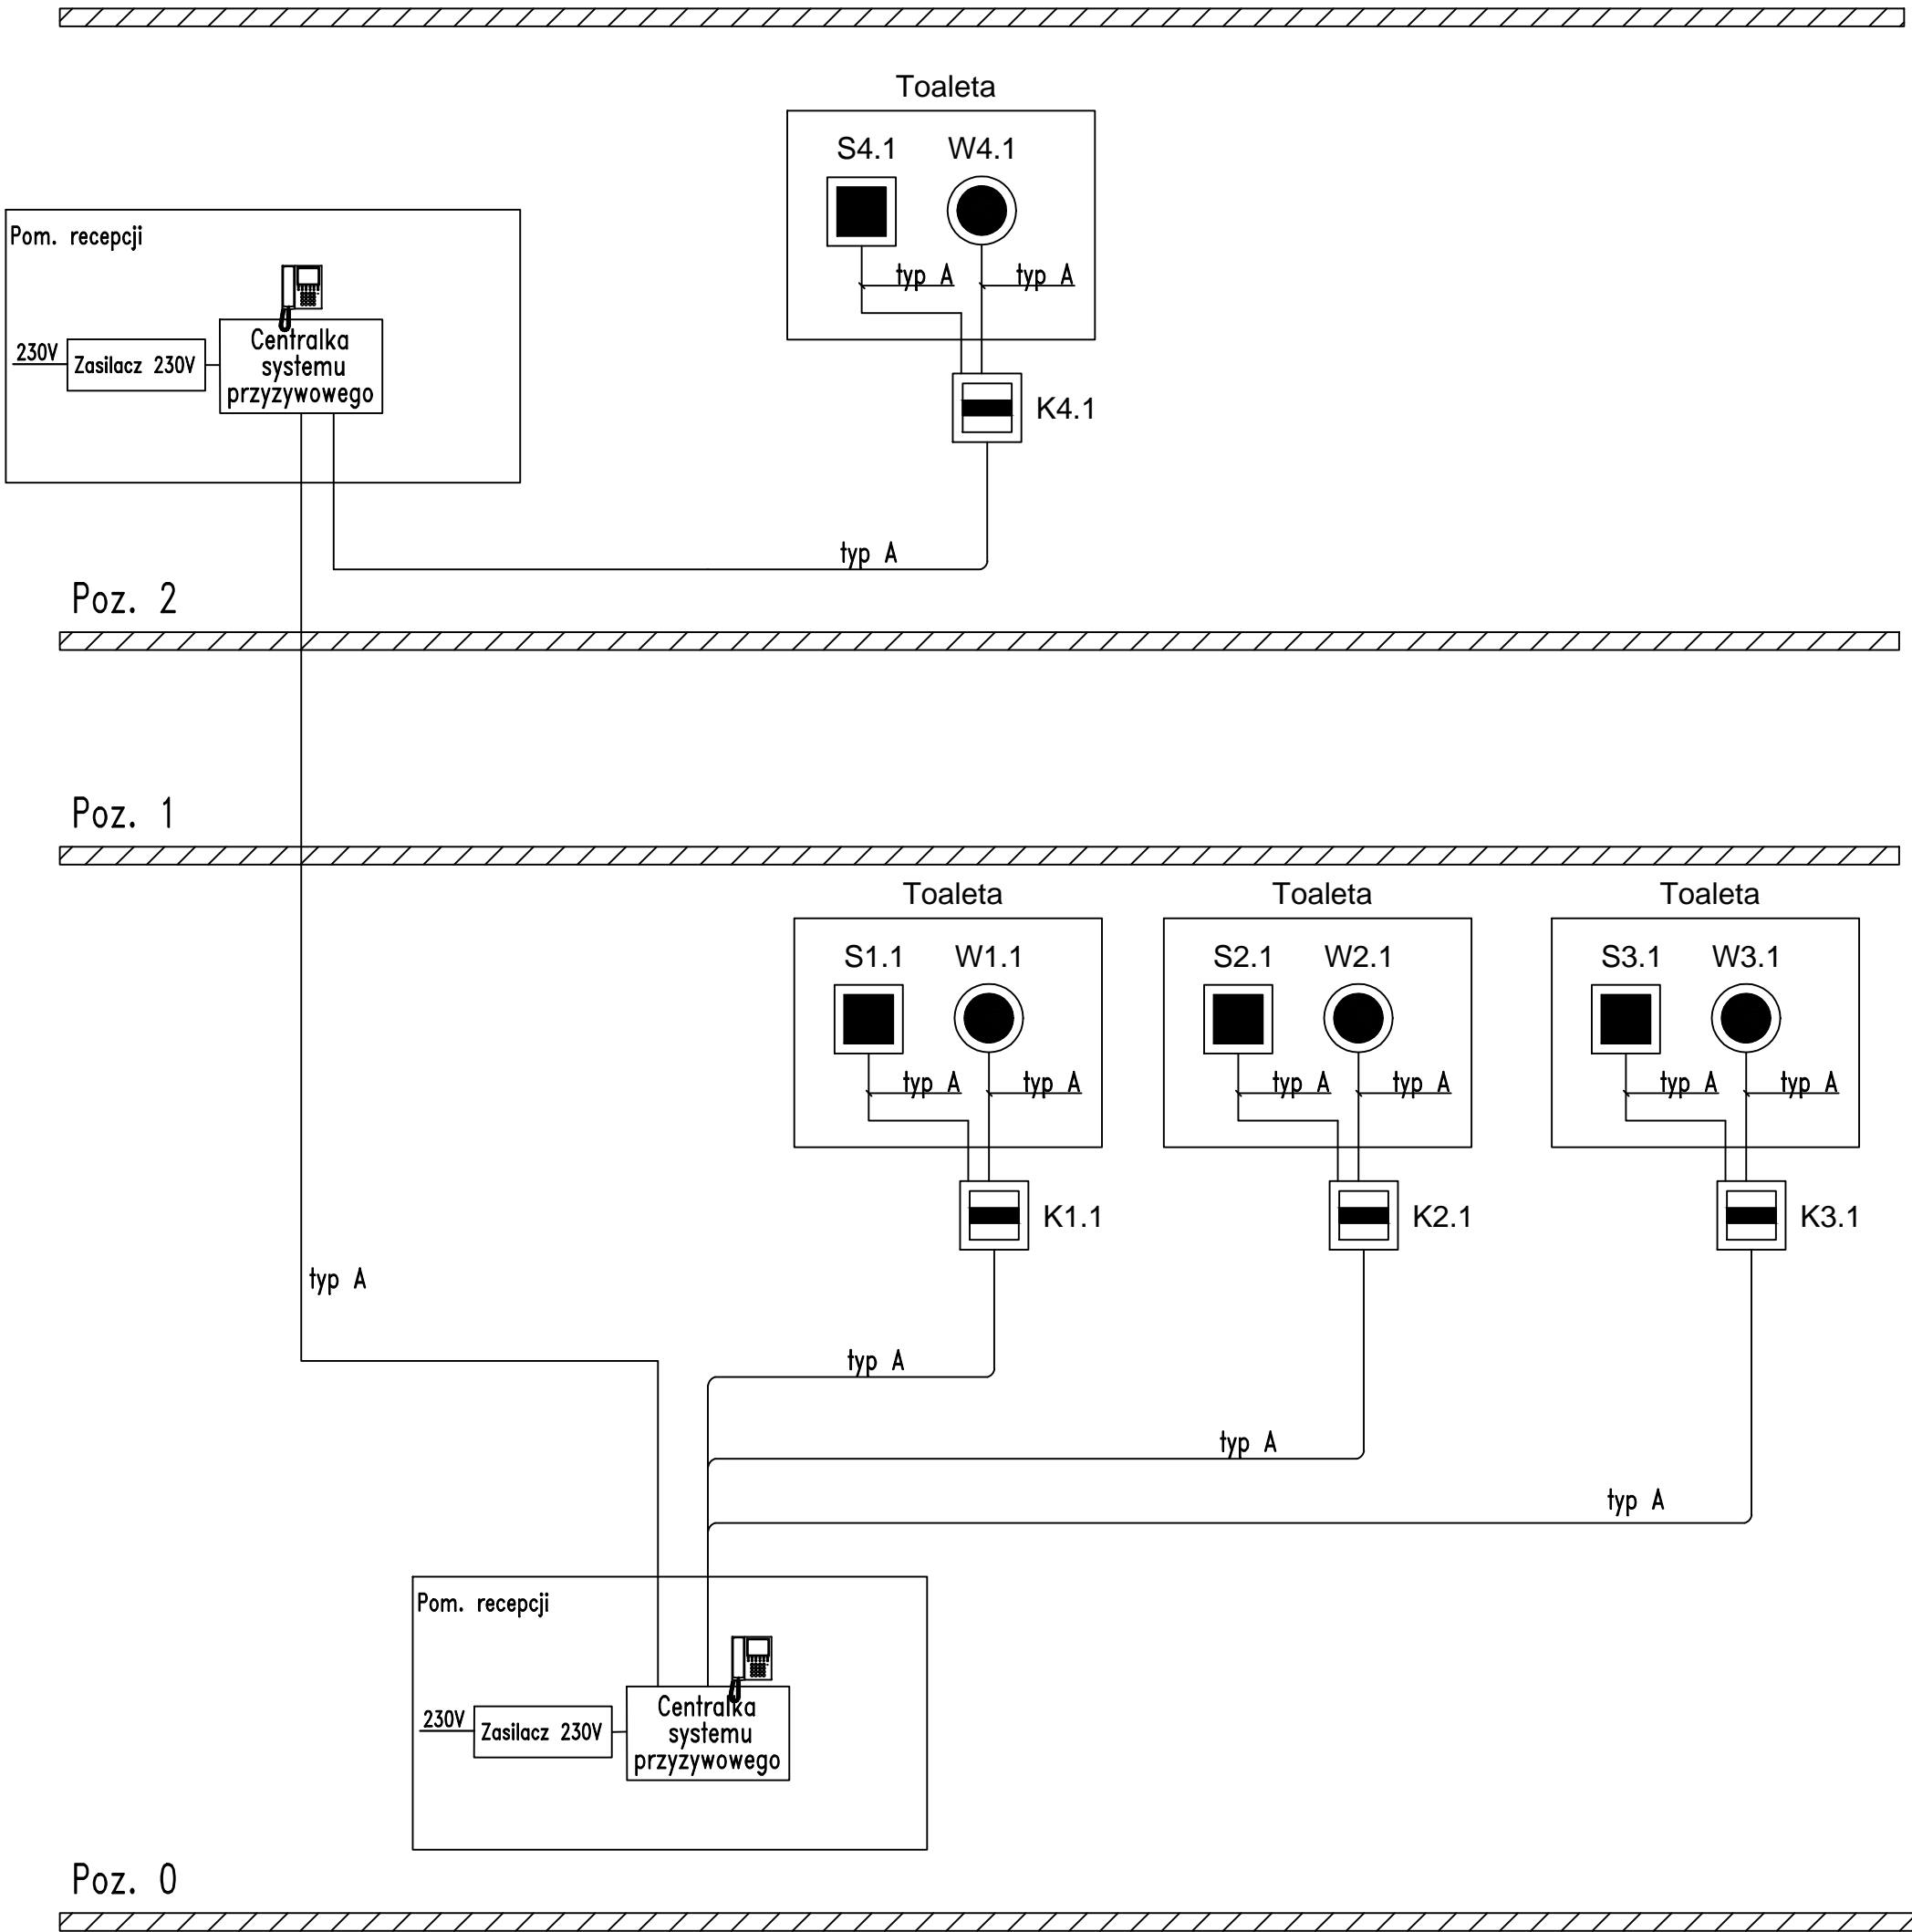 Toaleta
S4.1 W4.1
Pom. recepcji
typ A typ A
230V
Zasilacz 230V
Centralka
systemu
przyzywowego
K4.1
typ A
Poz. 2
Poz. 1
Toaleta Toaleta Toaleta
S1.1 W1.1 S2.1 W2.1 S3.1 W3.1
typ A typ A typ A typ A typ A typ A
K1.1 K2.1 K3.1
typ A
typ A
typ A
typ A
Pom. recepcji
230V
Zasilacz 230V
Centralka
systemu
przyzywowego
Poz. 0